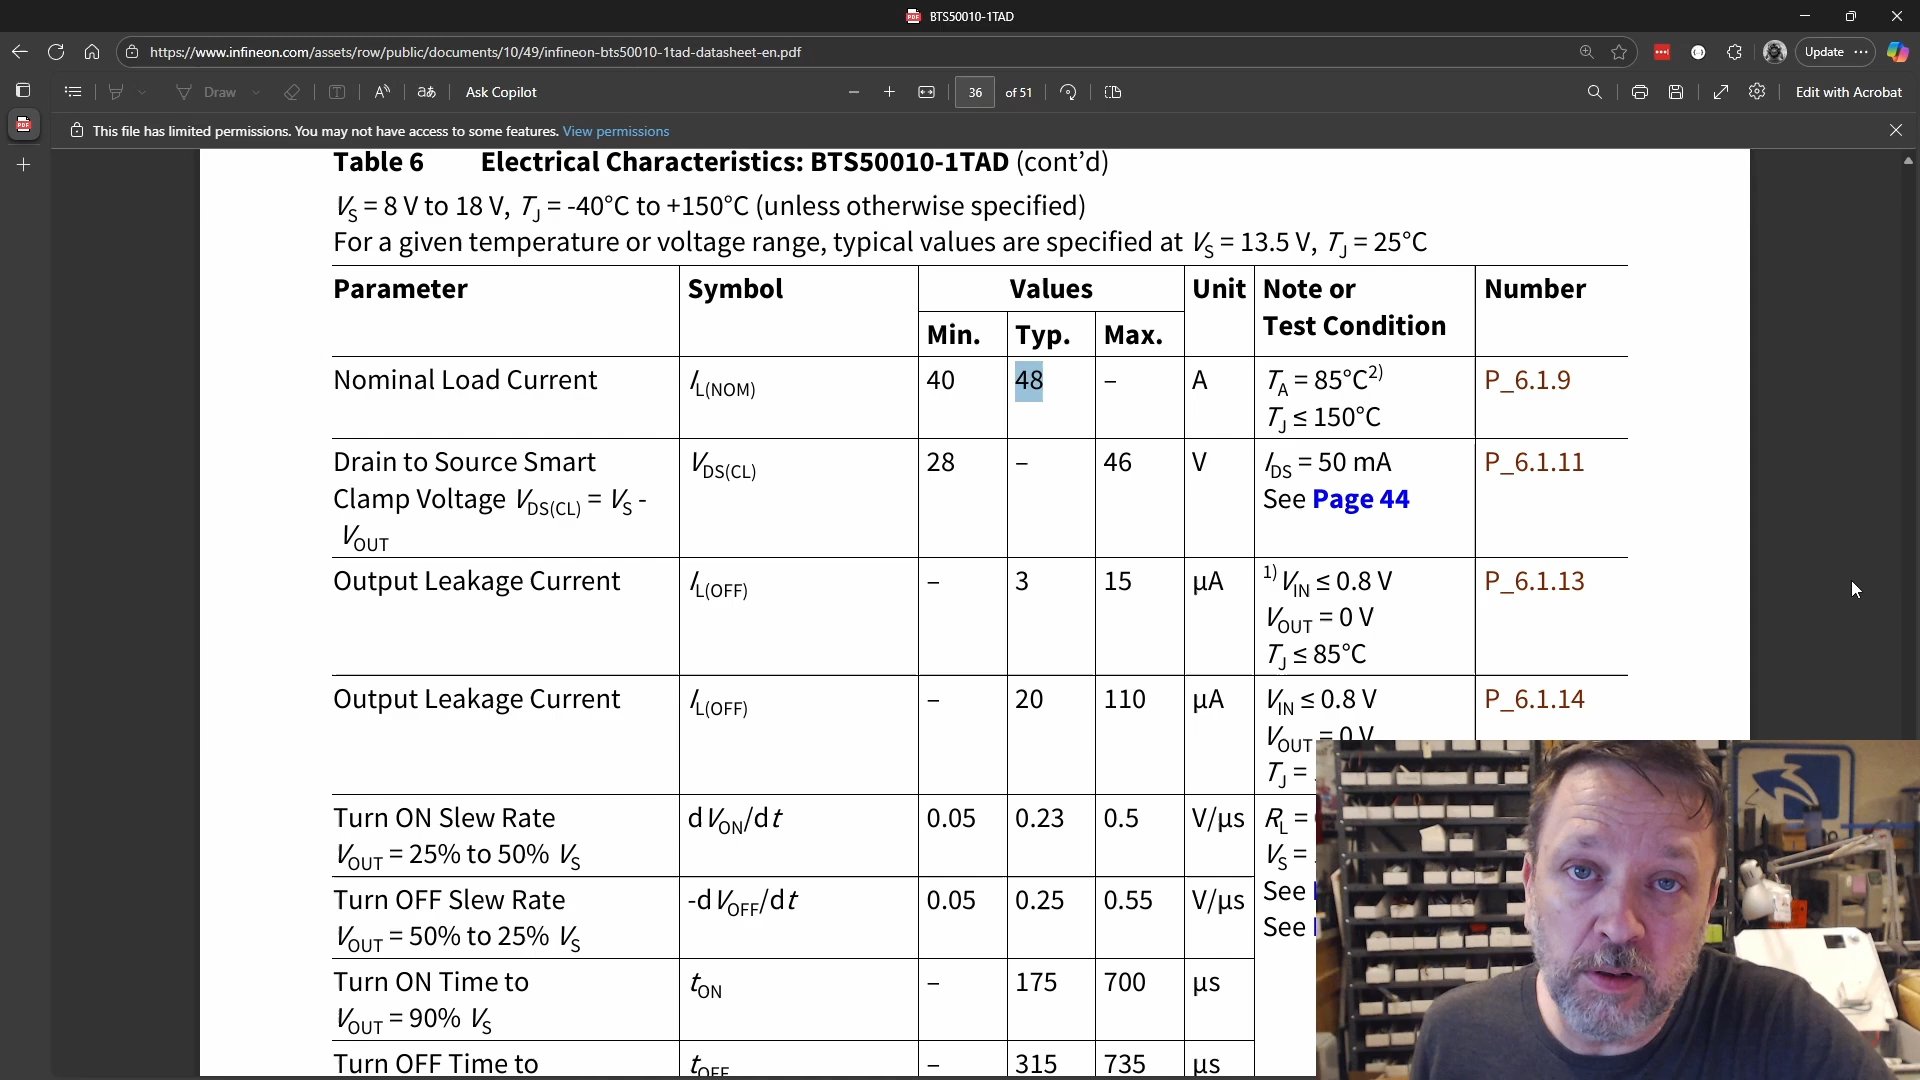 BTS50010-1TAD
https://www.infineon.com/assets/row/public/documents/10/49/infineon-bts50010-1tad-datasheet-en.pdf
Update
Draw
aあ
Ask Copilot
36 of 51
Edit with Acrobat
This file has limited permissions. You may not have access to some features. View permissions
Table 6 Electrical Characteristics: BTS50010-1TAD (cont’d)
VS = 8 V to 18 V, TJ = -40°C to +150°C (unless otherwise specified)
For a given temperature or voltage range, typical values are specified at VS = 13.5 V, TJ = 25°C
Parameter Symbol Values Unit Note or Number
Test Condition
Min. Typ. Max.
Nominal Load Current IL(NOM) 40 48 – A TA = 85°C2) P_6.1.9
TJ ≤ 150°C
Drain to Source Smart VDS(CL) 28 – 46 V IDS = 50 mA P_6.1.11
Clamp Voltage VDS(CL) = VS - See Page 44
VOUT
Output Leakage Current IL(OFF) – 3 15 µA 1) VIN ≤ 0.8 V P_6.1.13
VOUT = 0 V
TJ ≤ 85°C
Output Leakage Current IL(OFF) – 20 110 µA VIN ≤ 0.8 V P_6.1.14
VOUT = 0 V
TJ =
Turn ON Slew Rate dVON/dt 0.05 0.23 0.5 V/µs RL =
VOUT = 25% to 50% VS VS =
Turn OFF Slew Rate -dVOFF/dt 0.05 0.25 0.55 V/µs See
VOUT = 50% to 25% VS See
Turn ON Time to tON – 175 700 µs
VOUT = 90% VS
Turn OFF Time to tOFF – 315 735 µs